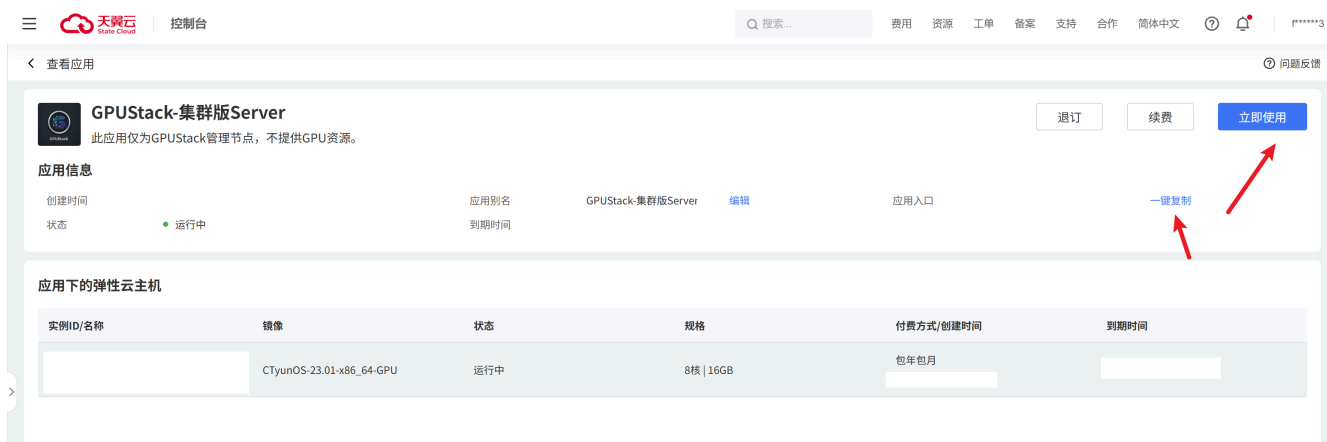 天翼云 State Cloud 控制台 搜索... 费用 资源 工单 备案 支持 合作 简体中文 f******3
查看应用 问题反馈
GPUStack-集群版Server 退订 续费 立即使用
此应用仅为GPUStack管理节点，不提供GPU资源。
GPUStack
应用信息
创建时间 应用别名 GPUStack-集群版Server 编辑 应用入口 一键复制
状态 运行中 到期时间
应用下的弹性云主机
实例ID/名称 镜像 状态 规格 付费方式/创建时间 到期时间
CTyunOS-23.01-x86_64-GPU 运行中 8核 | 16GB 包年包月